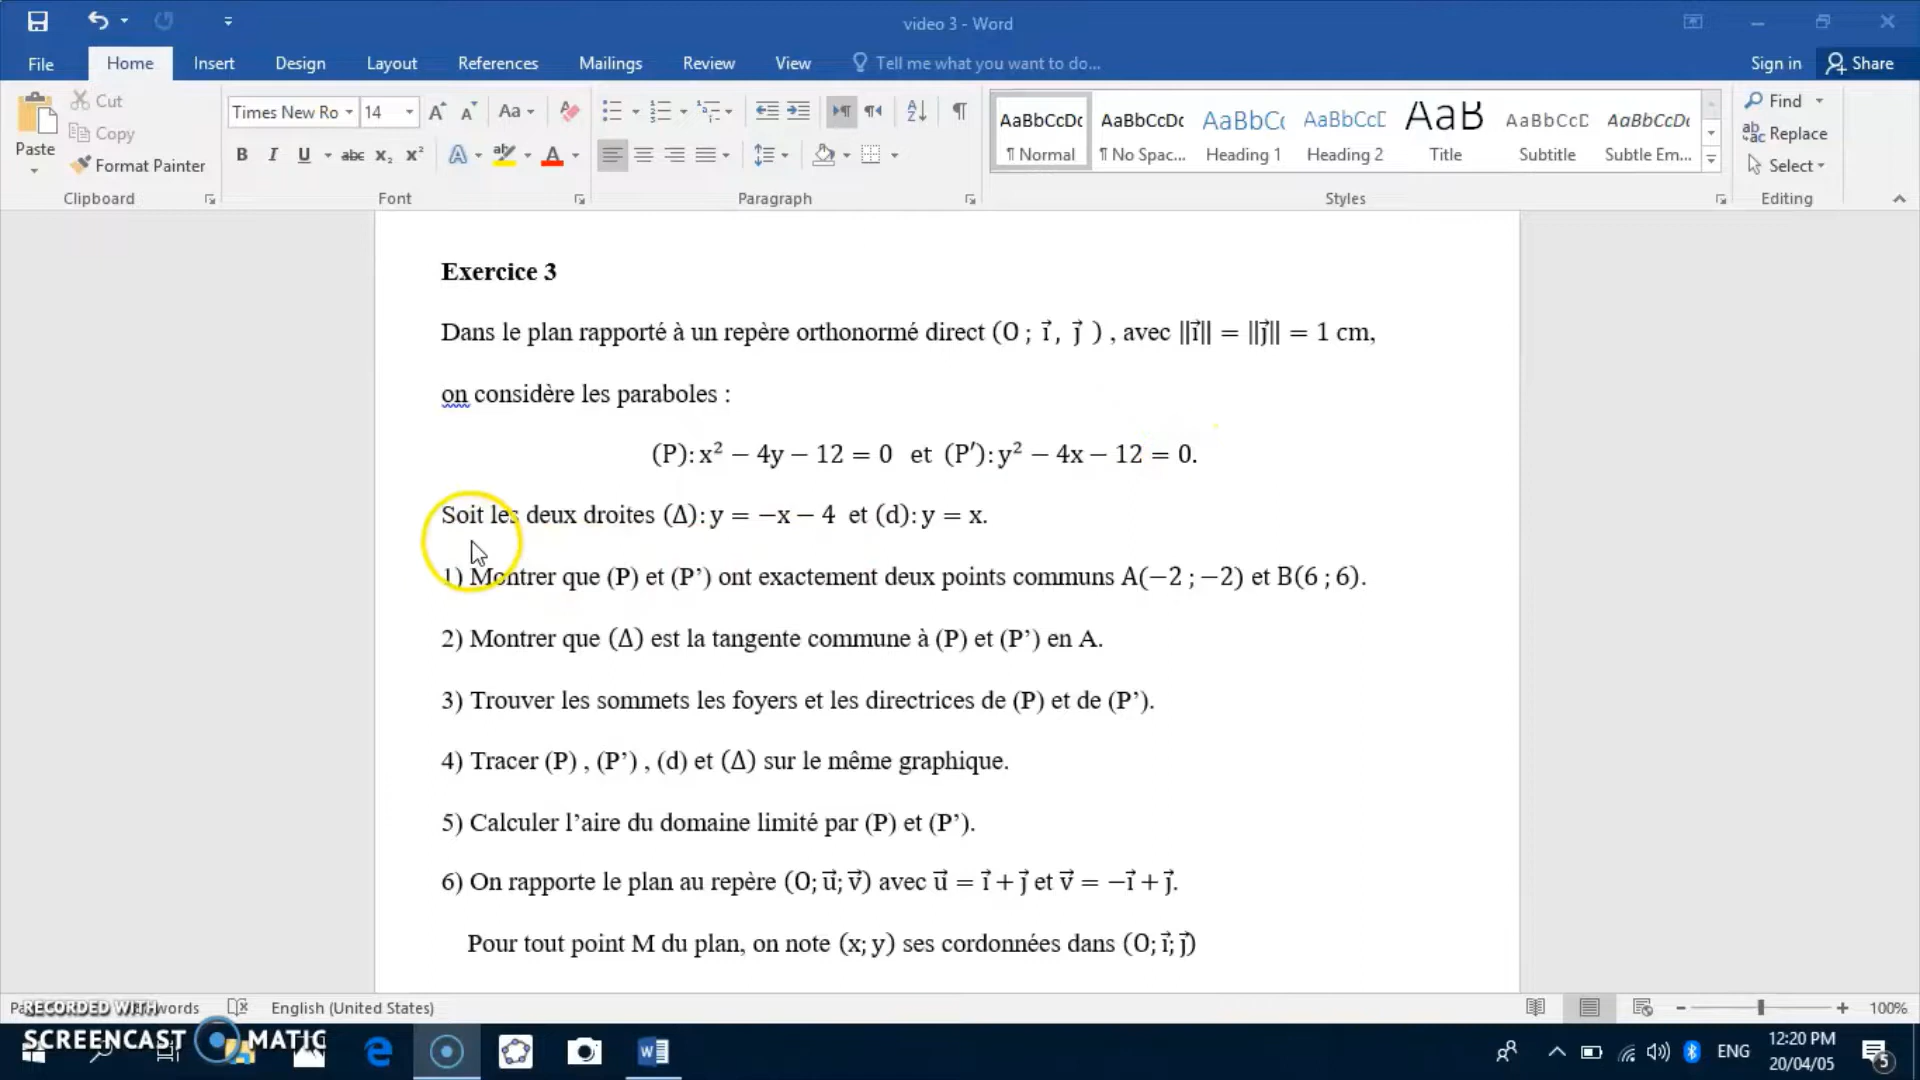 video 3 - Word
File Home Insert Design Layout References Mailings Review View Tell me what you want to do... Sign in Share
Cut
Copy
Format Painter
Paste
Clipboard
Times New Ro 14
Font
Paragraph
AaBbCcDc AaBbCcDc AaBbC AaBbCcD AaB AaBbCcD AaBbCcDc
¶ Normal ¶ No Spac... Heading 1 Heading 2 Title Subtitle Subtle Em...
Styles
Find
Replace
Select
Editing
Exercice 3
Dans le plan rapporté à un repère orthonormé direct (O ; i⃗, j⃗ ) , avec ||i⃗|| = ||j⃗|| = 1 cm,
on considère les paraboles :
(P): x² − 4y − 12 = 0 et (P′): y² − 4x − 12 = 0.
Soit les deux droites (Δ): y = −x − 4 et (d): y = x.
1) Montrer que (P) et (P’) ont exactement deux points communs A(−2 ; −2) et B(6 ; 6).
2) Montrer que (Δ) est la tangente commune à (P) et (P’) en A.
3) Trouver les sommets les foyers et les directrices de (P) et de (P’).
4) Tracer (P) , (P’) , (d) et (Δ) sur le même graphique.
5) Calculer l’aire du domaine limité par (P) et (P’).
6) On rapporte le plan au repère (O; u⃗; v⃗) avec u⃗ = i⃗ + j⃗ et v⃗ = −i⃗ + j⃗.
Pour tout point M du plan, on note (x; y) ses cordonnées dans (O; i⃗; j⃗)
words English (United States) 100%
RECORDED WITH
SCREENCAST MATIC
ENG
12:20 PM
20/04/05
5